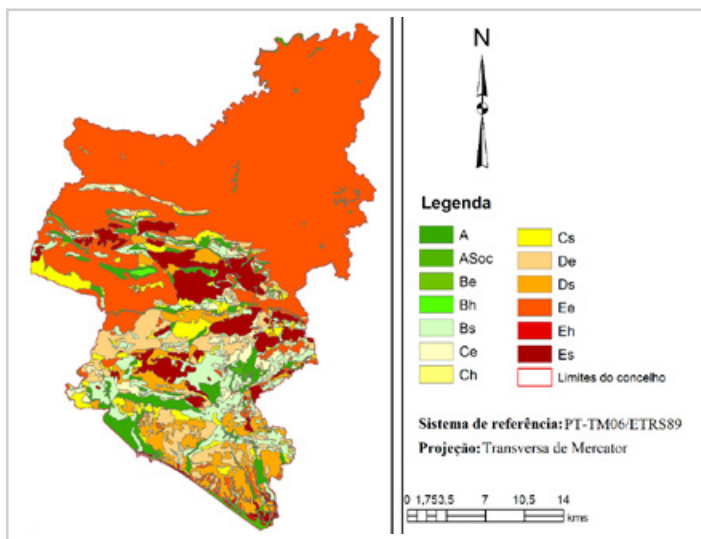 N
Legenda
A
ASoc
Be
Bh
Bs
Ce
Ch
Cs
De
Ds
Ee
Eh
Es
Limites do concelho
Sistema de referência: PT-TM06/ETRS89
Projeção: Transversa de Mercator
0 1,753,5 7 10,5 14
kms